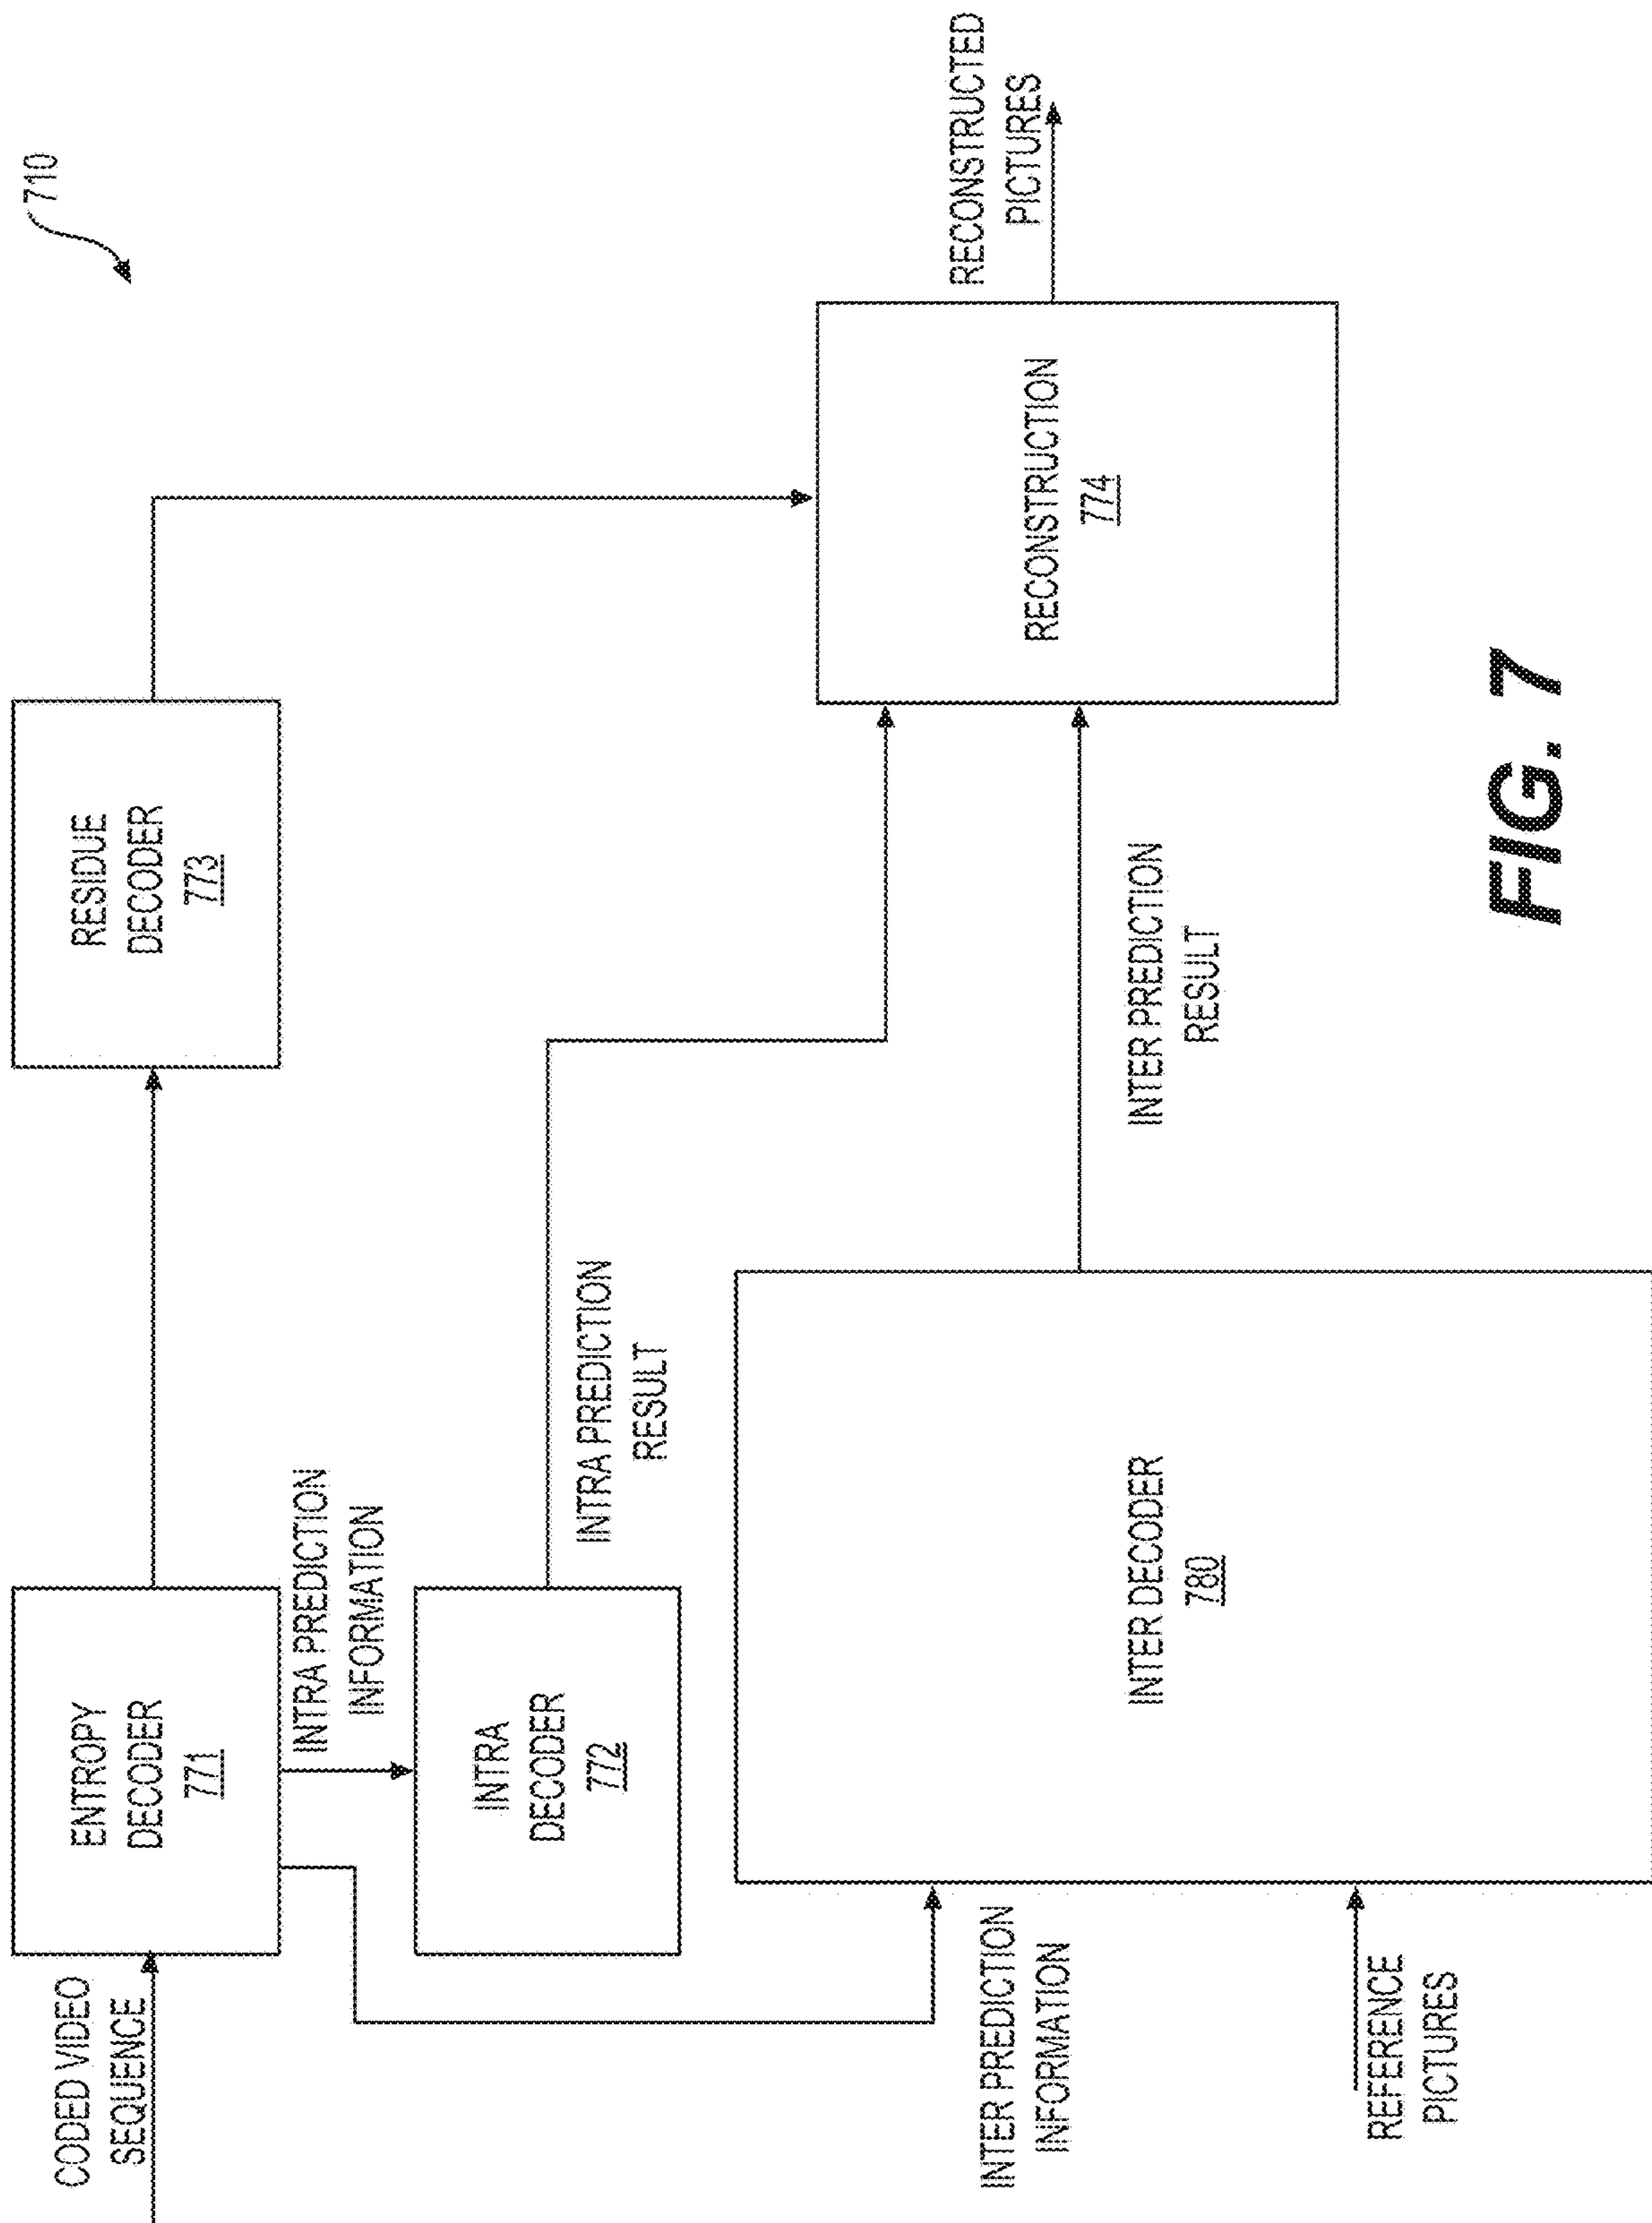 710
CODED VIDEO
SEQUENCE
ENTROPY
DECODER
771
RESIDUE
DECODER
773
INTRA PREDICTION
INFORMATION
INTRA
DECODER
772
INTRA PREDICTION
RESULT
RECONSTRUCTED
PICTURES
RECONSTRUCTION
774
INTER PREDICTION
INFORMATION
INTER DECODER
780
INTER PREDICTION
RESULT
REFERENCE
PICTURES
FIG. 7